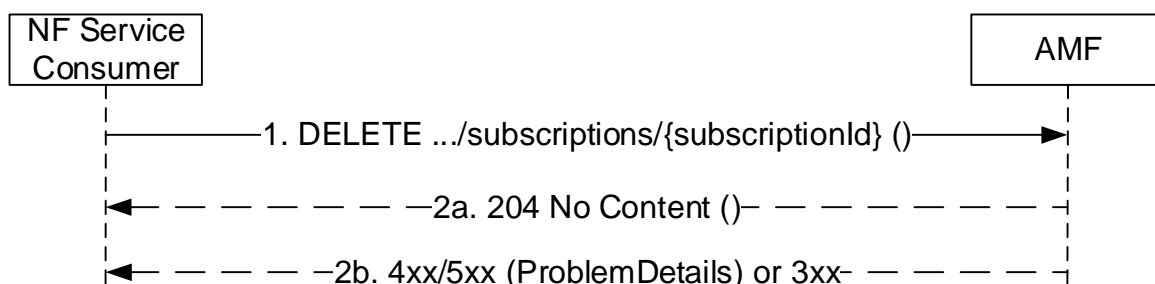 NF Service
Consumer
AMF
1. DELETE .../subscriptions/{subscriptionId} ()
2a. 204 No Content ()
2b. 4xx/5xx (ProblemDetails) or 3xx